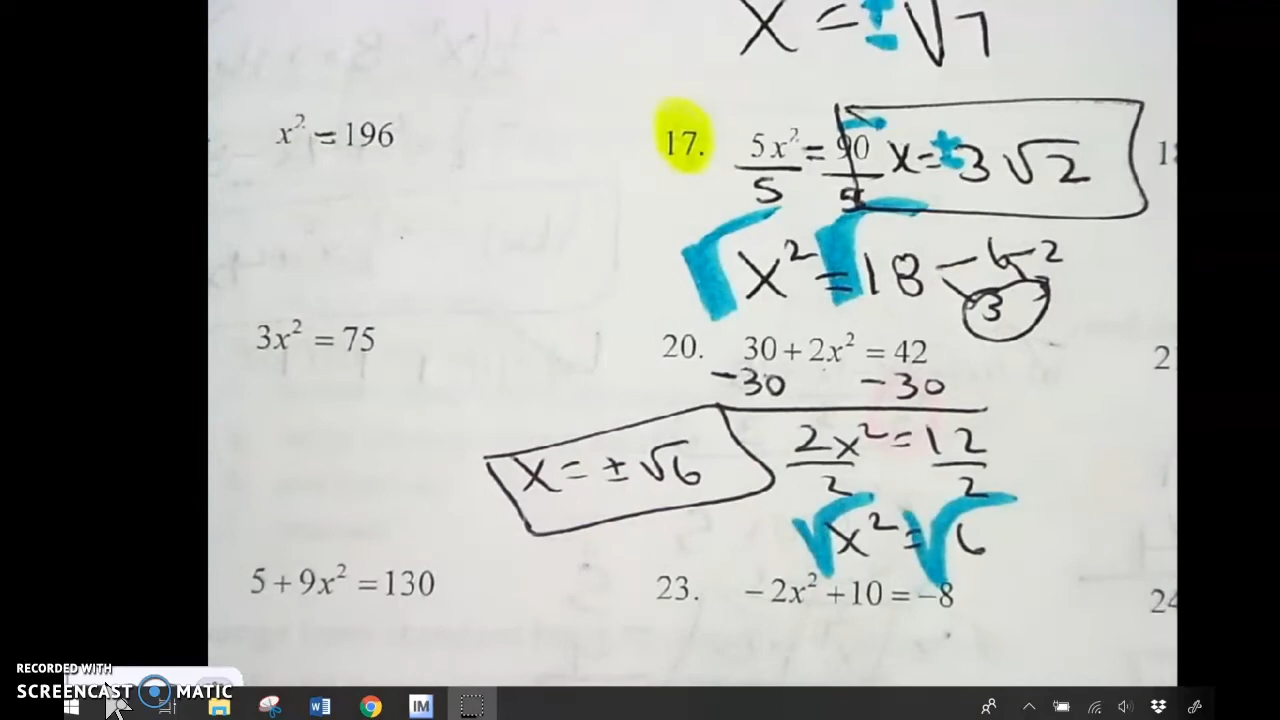 x = ± √7
x² = 196
17. 5x² = 90
5 5
x = ± 3 √2
√x² = √18
2
3
3x² = 75
20. 30 + 2x² = 42
-30 -30
2x² = 12
2 2
x = ± √6
√x² = √6
5 + 9x² = 130
23. − 2x² + 10 = −8
24
RECORDED WITH
SCREENCAST MATIC
W
IM